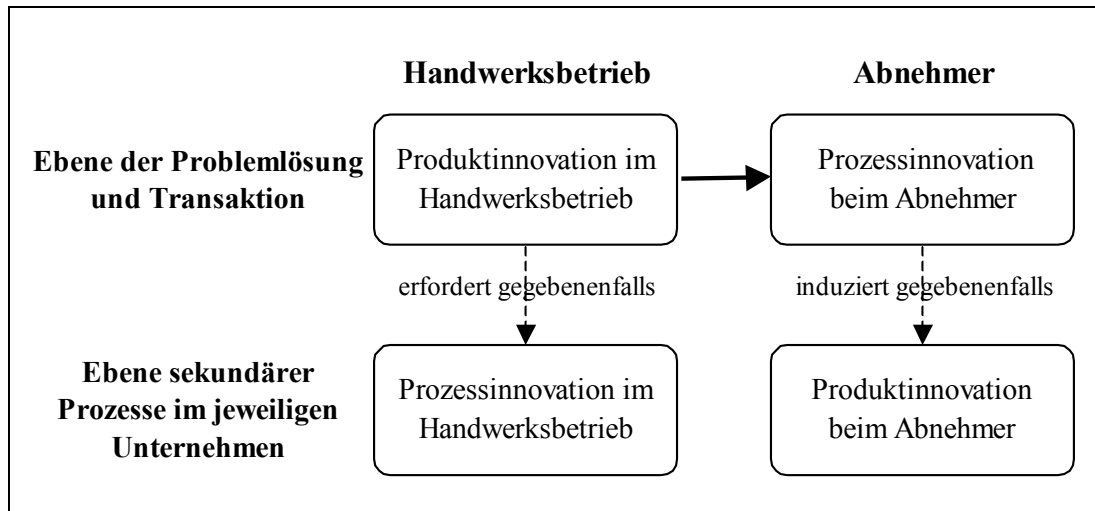 Handwerksbetrieb
Abnehmer
Ebene der Problemlösung
und Transaktion
Produktinnovation im
Handwerksbetrieb
Prozessinnovation
beim Abnehmer
erfordert gegebenenfalls
induziert gegebenenfalls
Ebene sekundärer
Prozesse im jeweiligen
Unternehmen
Prozessinnovation im
Handwerksbetrieb
Produktinnovation
beim Abnehmer